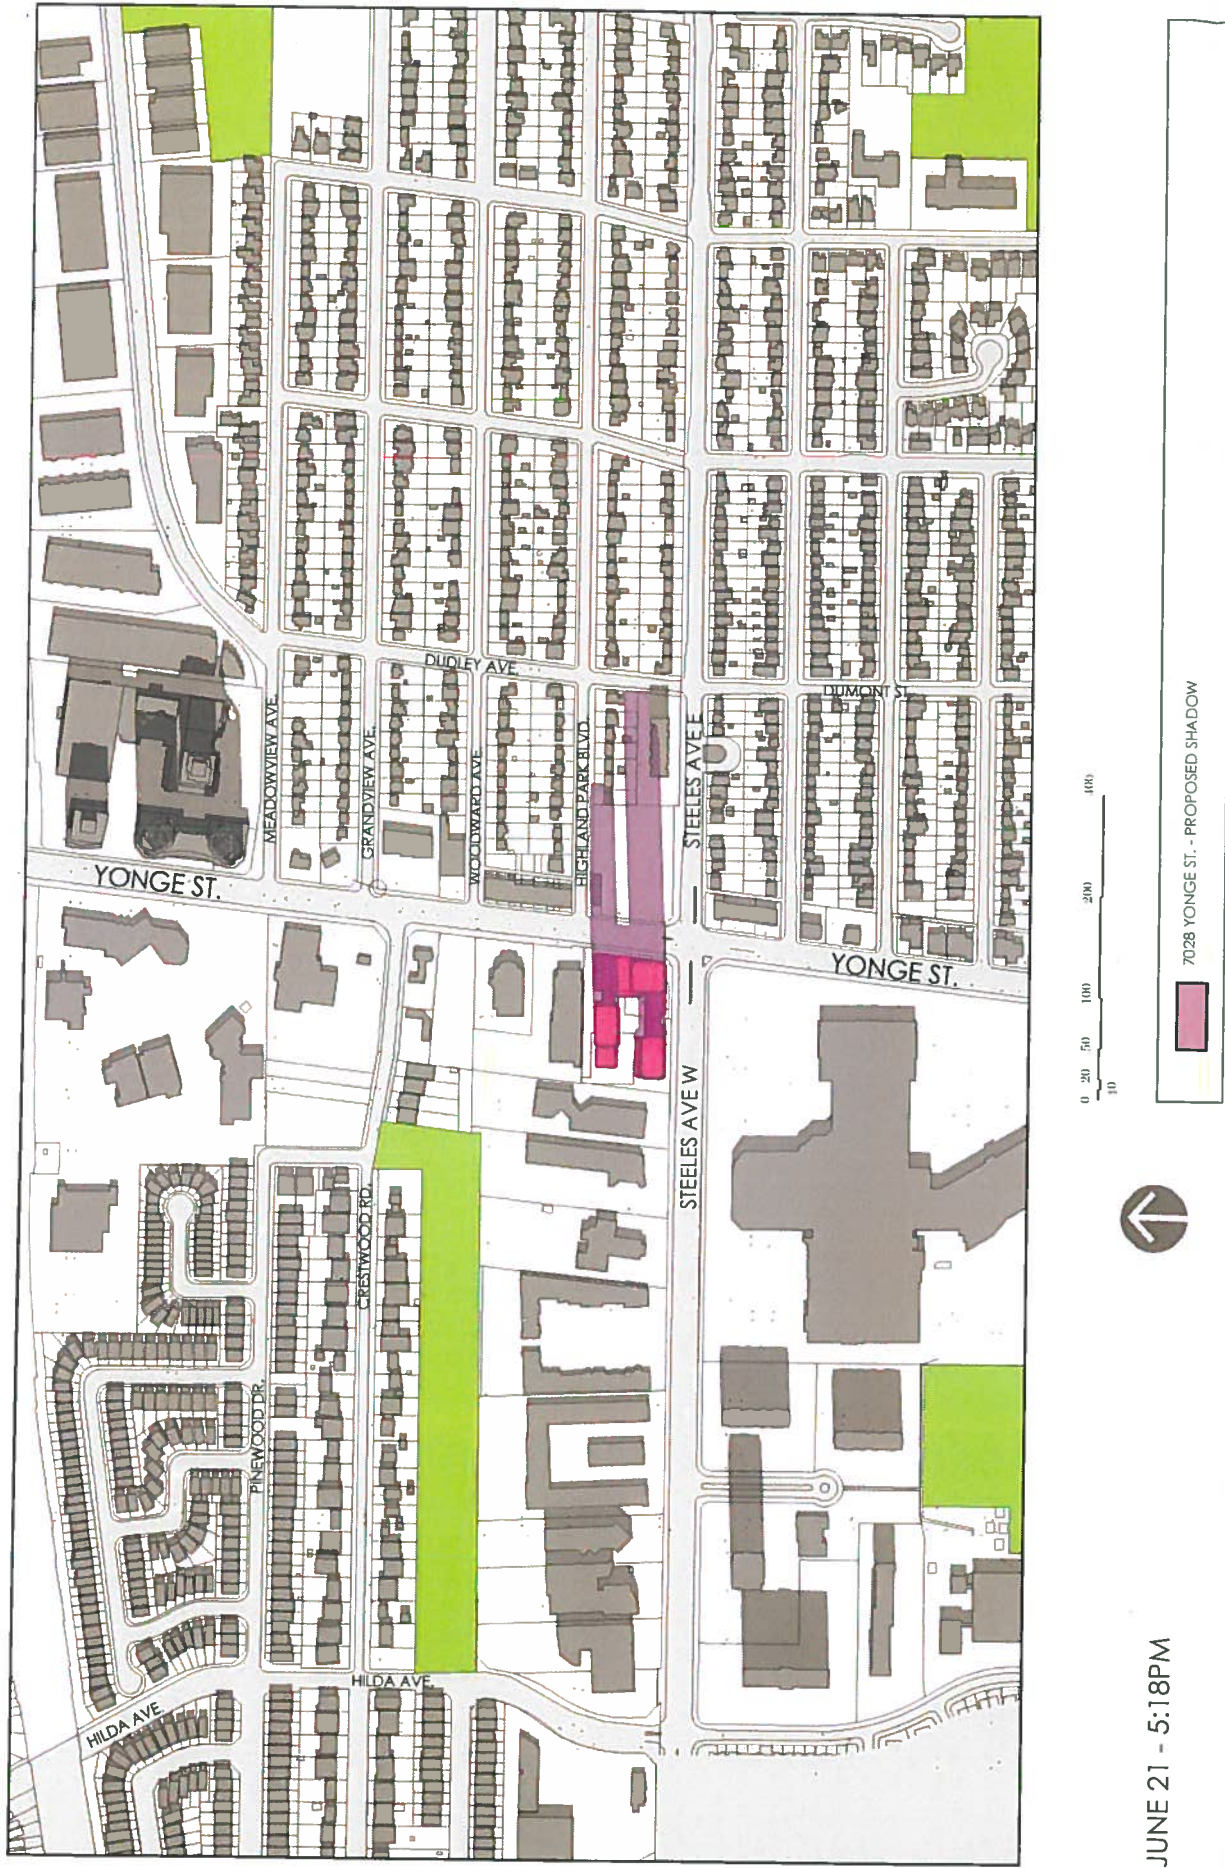 YONGE ST.
MEADOWVIEW AVE.
GRANDVIEW AVE.
DUDLEY AVE.
WOODWARD AVE.
HIGHLAND PARK BLVD.
STEELES AVE E
DUMONT ST.
YONGE ST.
STEELES AVE W
CRESTWOOD RD.
PINEWOOD DR.
HILDA AVE.
HILDA AVE.
0 20 50 100 200 400
10
7028 YONGE ST. - PROPOSED SHADOW
JUNE 21 - 5:18PM